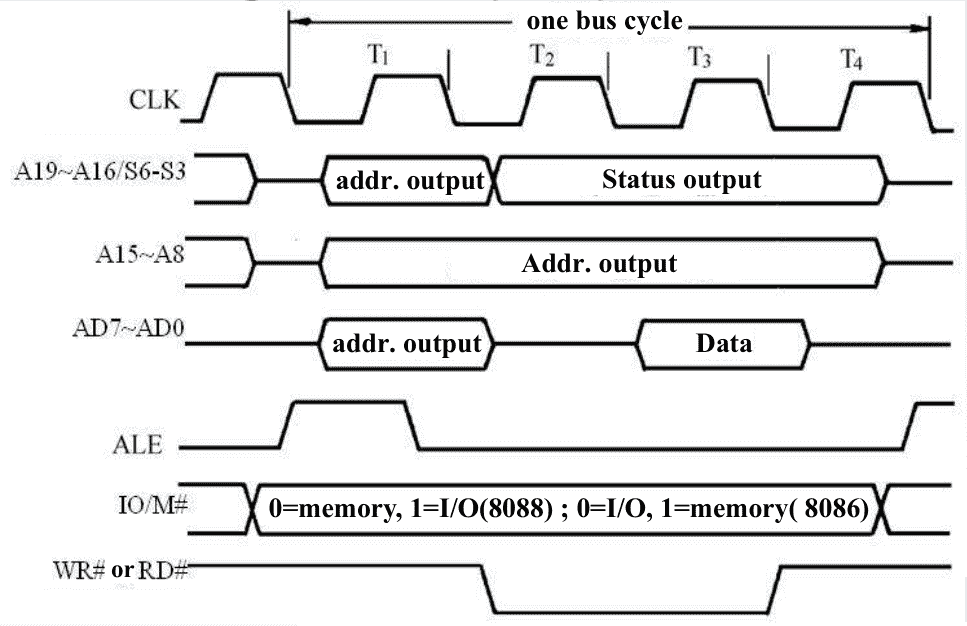 one bus cycle
T1 T2 T3 T4
CLK
A19~A16/S6-S3 addr. output Status output
A15~A8 Addr. output
AD7~AD0 addr. output Data
ALE
IO/M# 0=memory, 1=I/O(8088) ; 0=I/O, 1=memory( 8086)
WR# or RD#